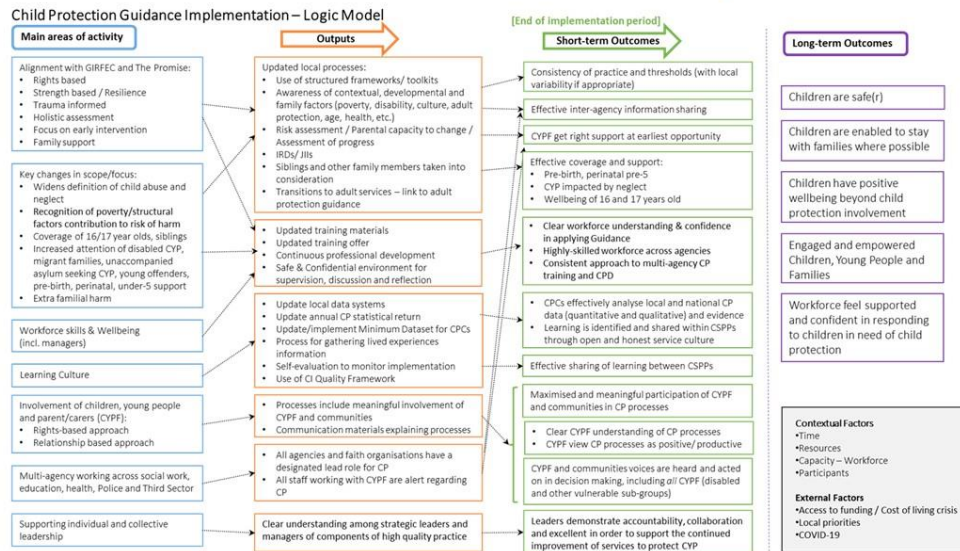 Child Protection Guidance Implementation – Logic Model
Main areas of activity
Alignment with GIRFEC and The Promise:
• Rights based
• Strength based / Resilience
• Trauma informed
• Holistic assessment
• Focus on early intervention
• Family support
Key changes in scope/focus:
• Widens definition of child abuse and
neglect
• Recognition of poverty/structural
factors contribution to risk of harm
• Coverage of 16/17 year olds, siblings
• Increased attention of disabled CYP,
migrant families, unaccompanied
asylum seeking CYP, young offenders,
pre-birth, perinatal, under-5 support
• Extra familial harm
Workforce skills & Wellbeing
(incl. managers)
Learning Culture
Involvement of children, young people
and parent/carers (CYPF):
• Rights-based approach
• Relationship based approach
Multi-agency working across social work,
education, health, Police and Third Sector
Supporting individual and collective
leadership
Outputs
Updated local processes:
• Use of structured frameworks/ toolkits
• Awareness of contextual, developmental and
family factors (poverty, disability, culture, adult
protection, age, health, etc.)
• Risk assessment / Parental capacity to change /
Assessment of progress
• IRDs/ JIIs
• Siblings and other family members taken into
consideration
• Transitions to adult services – link to adult
protection guidance
• Updated training materials
• Updated training offer
• Continuous professional development
• Safe & Confidential environment for
supervision, discussion and reflection
• Update local data systems
• Update annual CP statistical return
• Update/implement Minimum Dataset for CPCs
• Process for gathering lived experiences
information
• Self-evaluation to monitor implementation
• Use of CI Quality Framework
• Processes include meaningful involvement of
CYPF and communities
• Communication materials explaining processes
• All agencies and faith organisations have a
designated lead role for CP
• All staff working with CYPF are alert regarding
CP
Clear understanding among strategic leaders and
managers of components of high quality practice
[End of implementation period]
Short-term Outcomes
Consistency of practice and thresholds (with local
variability if appropriate)
Effective inter-agency information sharing
CYPF get right support at earliest opportunity
Effective coverage and support:
• Pre-birth, perinatal pre-5
• CYP impacted by neglect
• Wellbeing of 16 and 17 years old
• Clear workforce understanding & confidence
in applying Guidance
• Highly-skilled workforce across agencies
• Consistent approach to multi-agency CP
training and CPD
• CPCs effectively analyse local and national CP
data (quantitative and qualitative) and evidence
• Learning is identified and shared within CSPPs
through open and honest service culture
Effective sharing of learning between CSPPs
Maximised and meaningful participation of CYPF
and communities in CP processes
• Clear CYPF understanding of CP processes
• CYPF view CP processes as positive/ productive
CYPF and communities voices are heard and acted
on in decision making, including all CYPF (disabled
and other vulnerable sub-groups)
Leaders demonstrate accountability, collaboration
and excellent in order to support the continued
improvement of services to protect CYP
Long-term Outcomes
Children are safe(r)
Children are enabled to stay
with families where possible
Children have positive
wellbeing beyond child
protection involvement
Engaged and empowered
Children, Young People and
Families
Workforce feel supported
and confident in responding
to children in need of child
protection
Contextual Factors
•Time
•Resources
•Capacity – Workforce
•Participants
External Factors
•Access to funding / Cost of living crisis
•Local priorities
•COVID-19